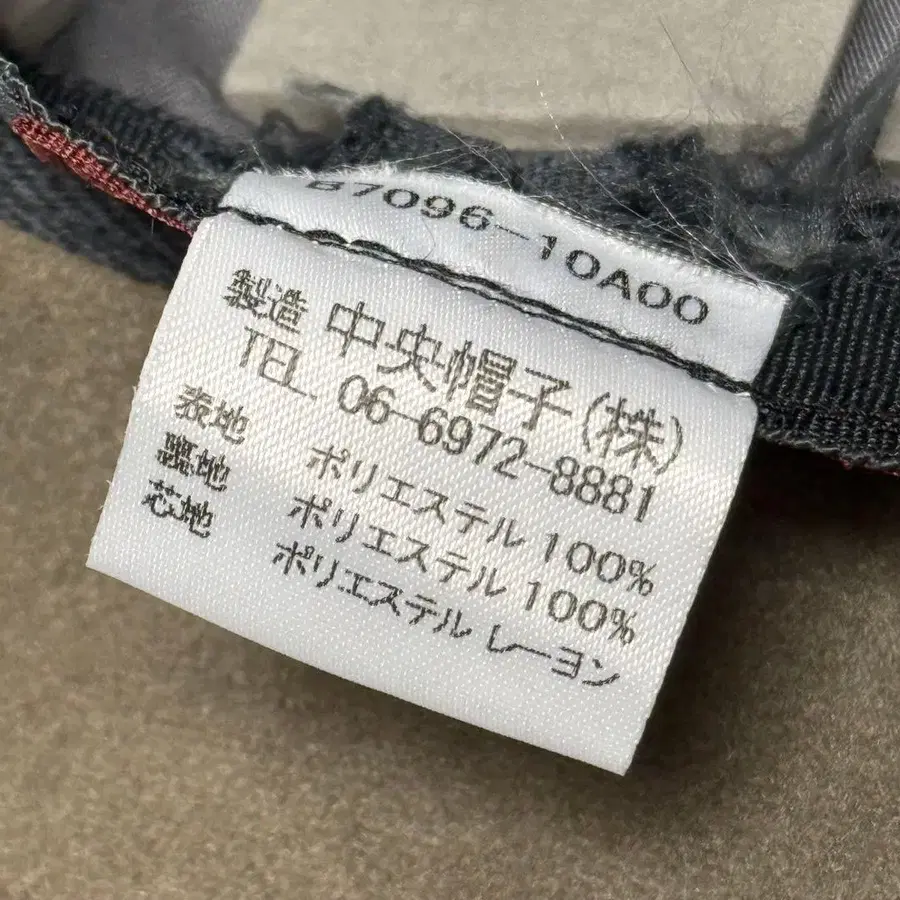 B7096-10A00
製造 中央帽子(株)
TEL. 06-6972-8881
表地 ポリエステル 100%
裏地 ポリエステル 100%
芯地 ポリエステル レーヨン